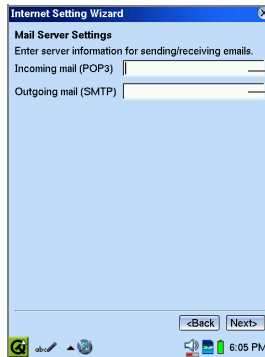 Internet Setting Wizard
Mail Server Settings
Enter server information for sending/receiving emails.
Incoming mail (POP3)
Outgoing mail (SMTP)
<Back Next>
abc 6:05 PM